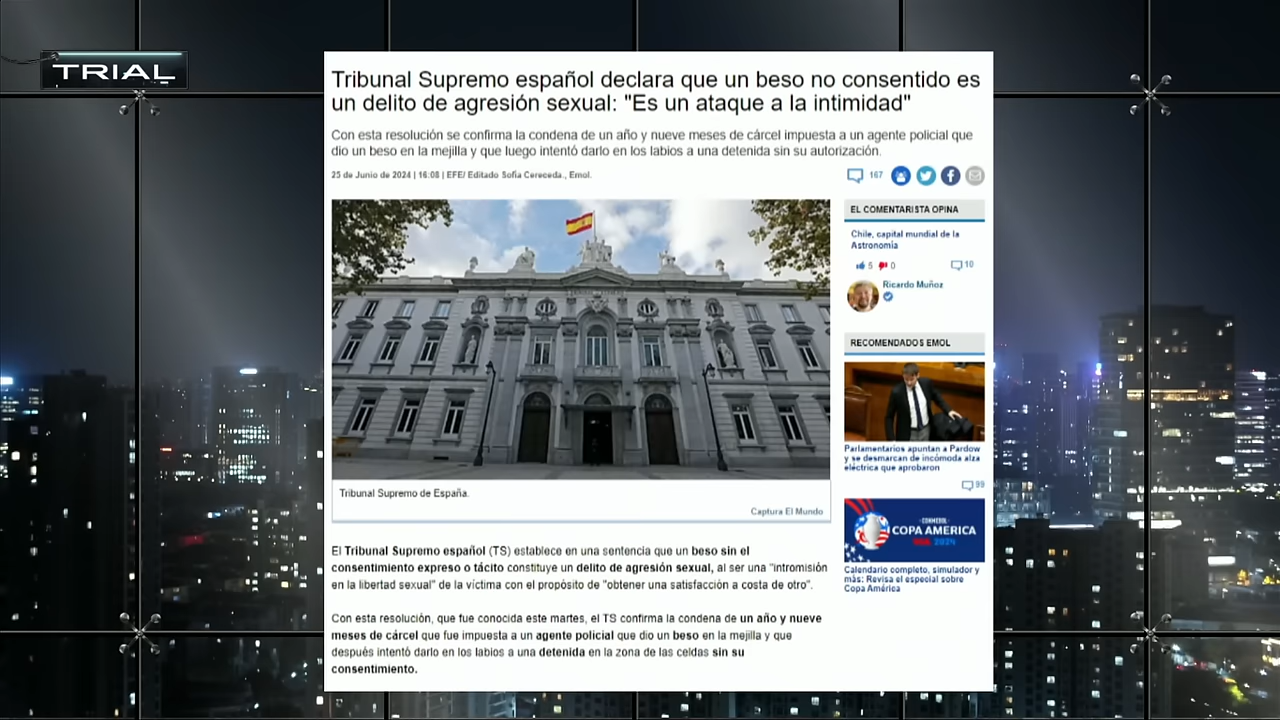 TRIAL
Tribunal Supremo español declara que un beso no consentido es
un delito de agresión sexual: "Es un ataque a la intimidad"
Con esta resolución se confirma la condena de un año y nueve meses de cárcel impuesta a un agente policial que
dio un beso en la mejilla y que luego intentó darlo en los labios a una detenida sin su autorización.
25 de Junio de 2024 | 16:08 | EFE/ Editado Sofía Cereceda., Emol.
167
EL COMENTARISTA OPINA
Chile, capital mundial de la
Astronomía
5 0 10
Ricardo Muñoz
RECOMENDADOS EMOL
Parlamentarios apuntan a Pardow
y se desmarcan de incómoda alza
eléctrica que aprobaron
99
CONMEBOL
COPA AMERICA
USA 2024
Calendario completo, simulador y
más: Revisa el especial sobre
Copa América
Tribunal Supremo de España.
Captura El Mundo
El Tribunal Supremo español (TS) establece en una sentencia que un beso sin el
consentimiento expreso o tácito constituye un delito de agresión sexual, al ser una "intromisión
en la libertad sexual" de la víctima con el propósito de "obtener una satisfacción a costa de otro".
Con esta resolución, que fue conocida este martes, el TS confirma la condena de un año y nueve
meses de cárcel que fue impuesta a un agente policial que dio un beso en la mejilla y que
después intentó darlo en los labios a una detenida en la zona de las celdas sin su
consentimiento.